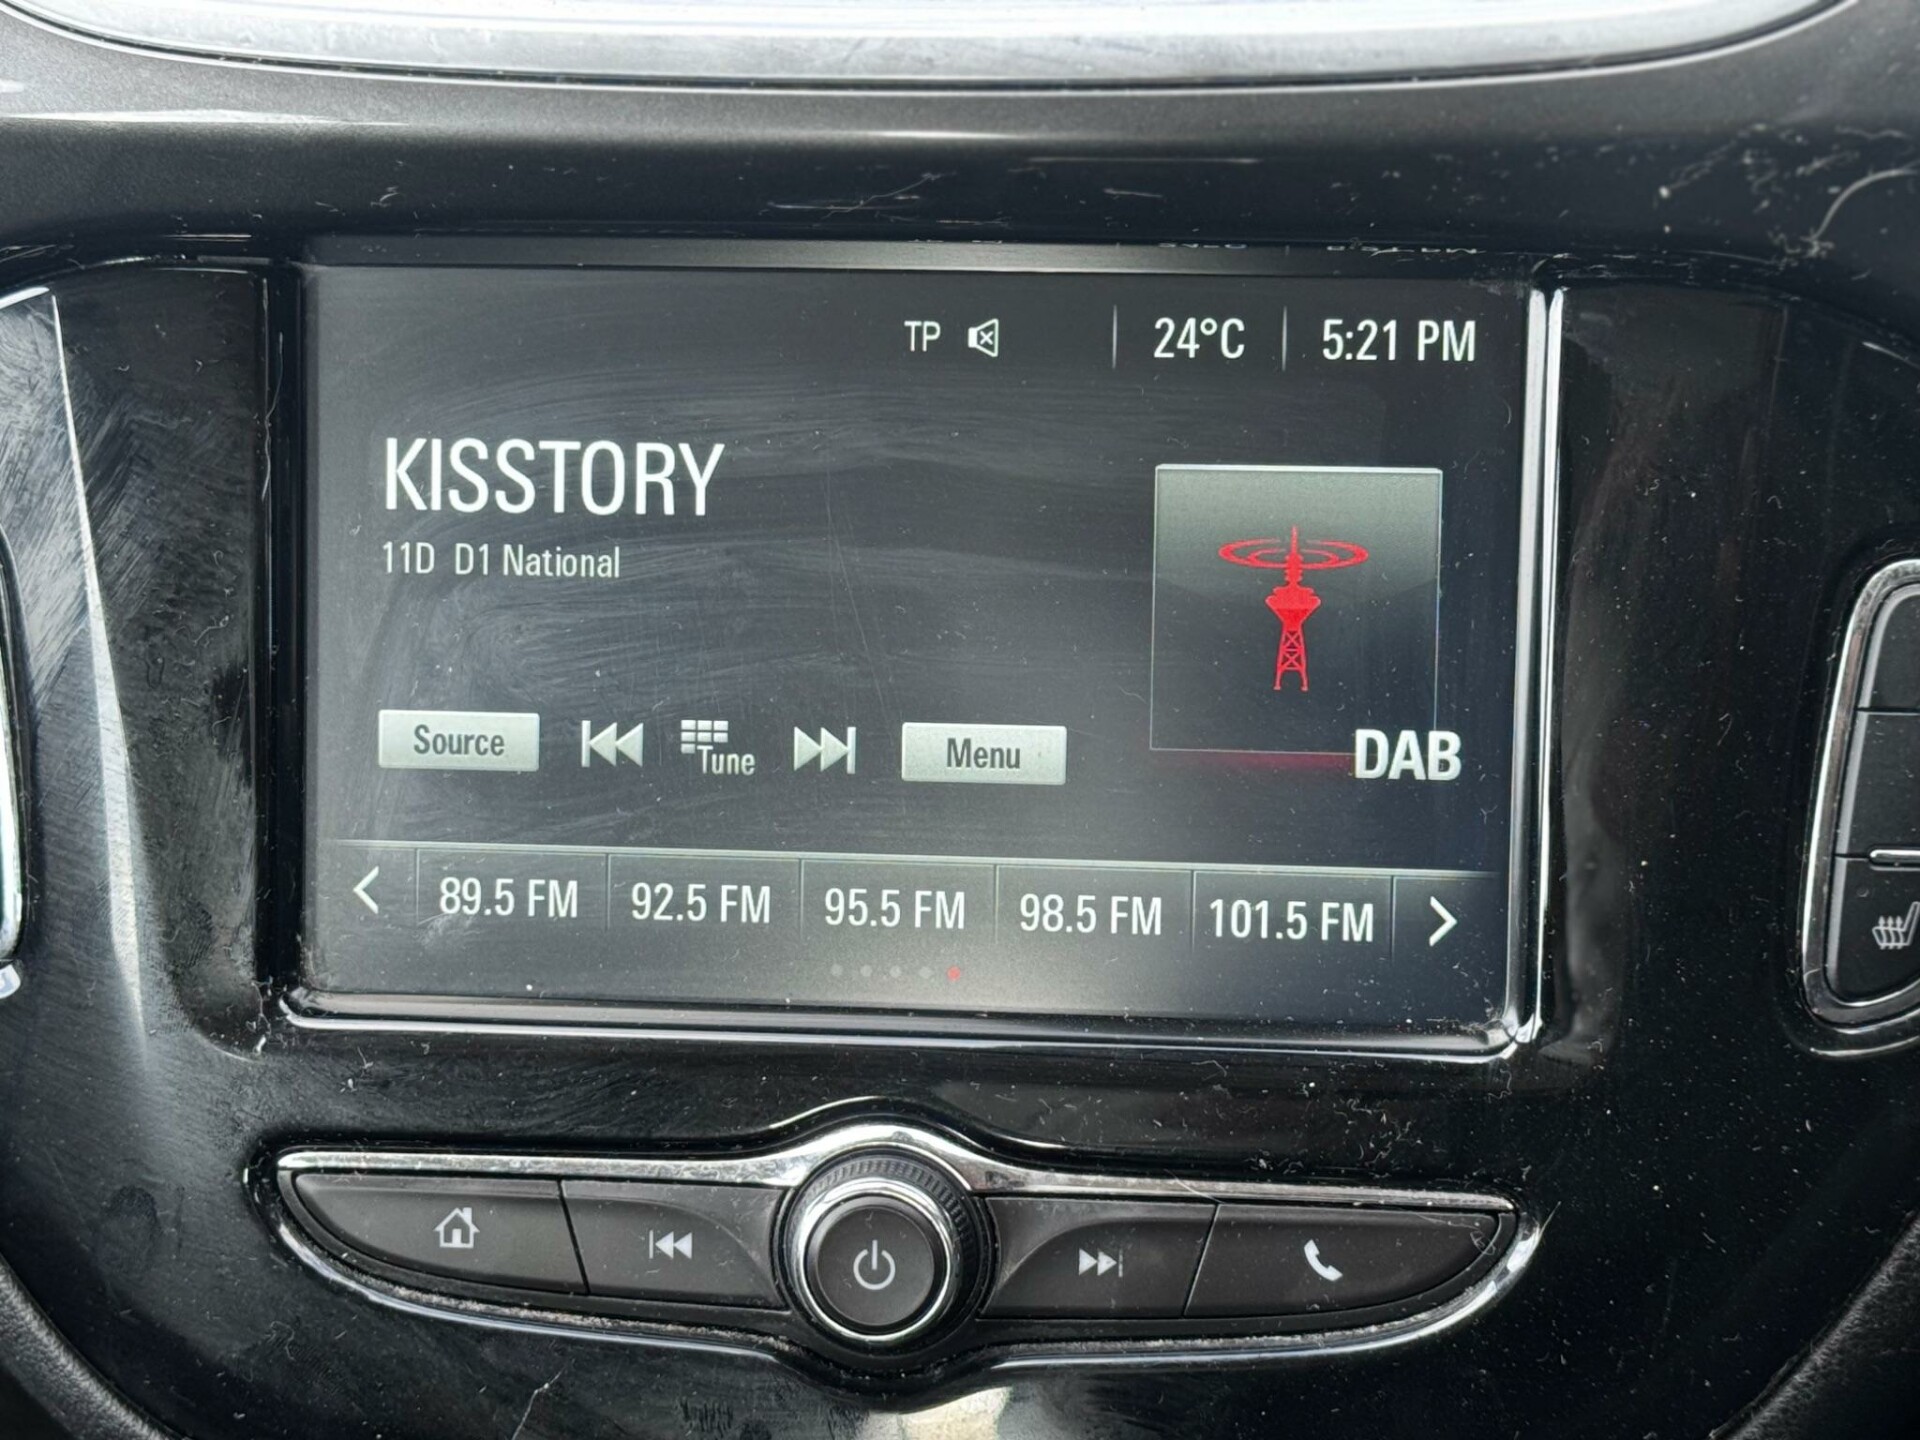 TP 24°C 5:21 PM
KISSTORY
11D D1 National
Source Tune Menu
DAB
89.5 FM 92.5 FM 95.5 FM 98.5 FM 101.5 FM